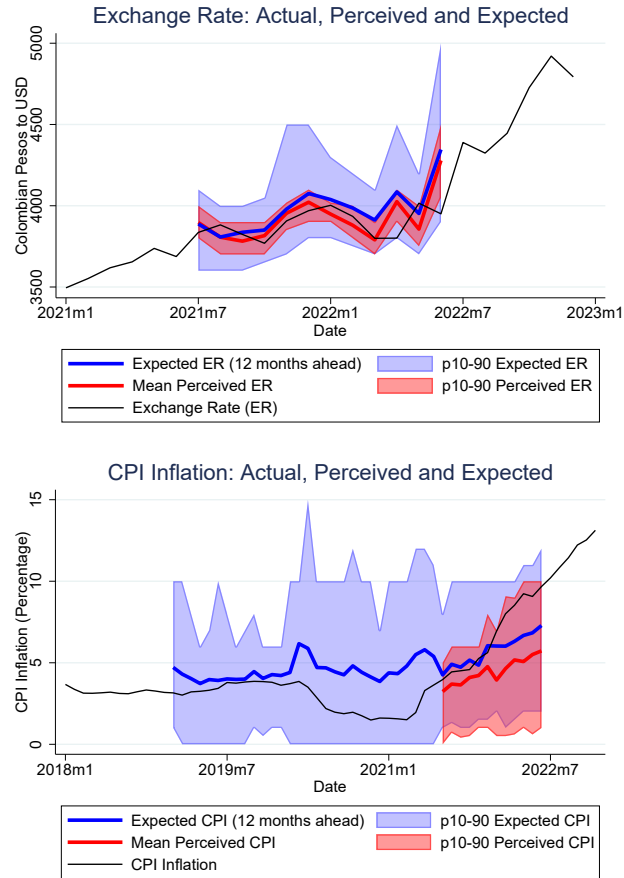 Exchange Rate: Actual, Perceived and Expected
Colombian Pesos to USD
5000
4500
4000
3500
2021m1 2021m7 2022m1 2022m7 2023m1
Date
Expected ER (12 months ahead) p10-90 Expected ER
Mean Perceived ER p10-90 Perceived ER
Exchange Rate (ER)
CPI Inflation: Actual, Perceived and Expected
CPI Inflation (Percentage)
15
10
5
0
2018m1 2019m7 2021m1 2022m7
Date
Expected CPI (12 months ahead) p10-90 Expected CPI
Mean Perceived CPI p10-90 Perceived CPI
CPI Inflation